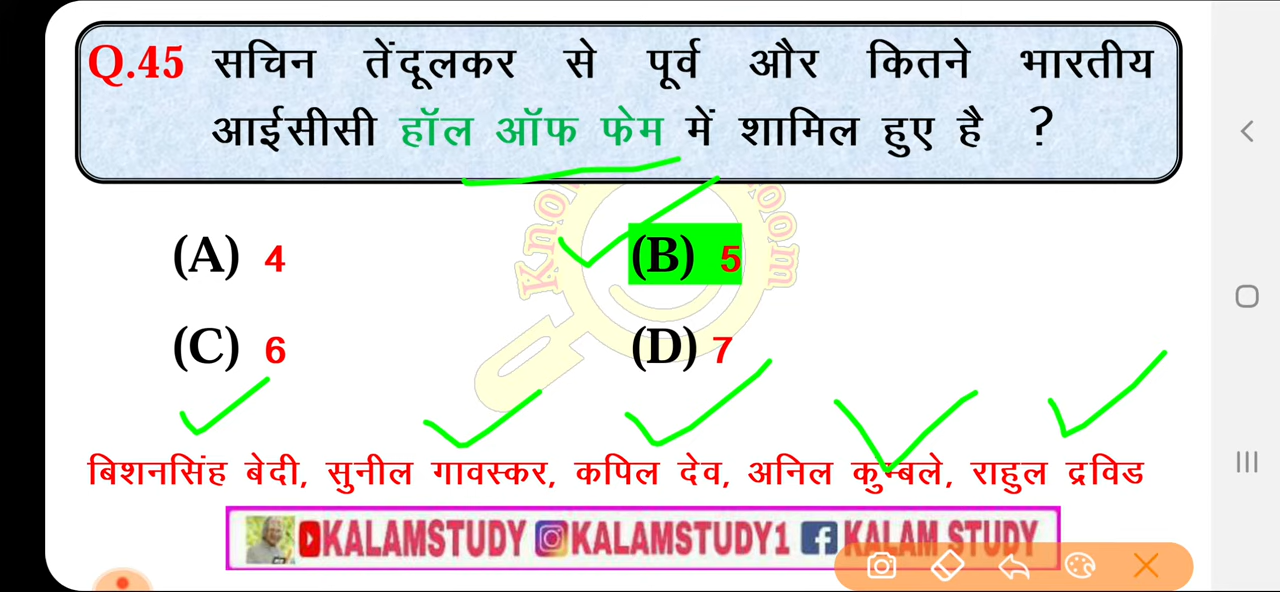 Q.45 सचिन तेंदूलकर से पूर्व और कितने भारतीय
आईसीसी हॉल ऑफ फेम में शामिल हुए है ?
(A) 4
(B) 5
(C) 6
(D) 7
बिशनसिंह बेदी, सुनील गावस्कर, कपिल देव, अनिल कुम्बले, राहुल द्रविड
KALAMSTUDY KALAMSTUDY1 KALAM STUDY